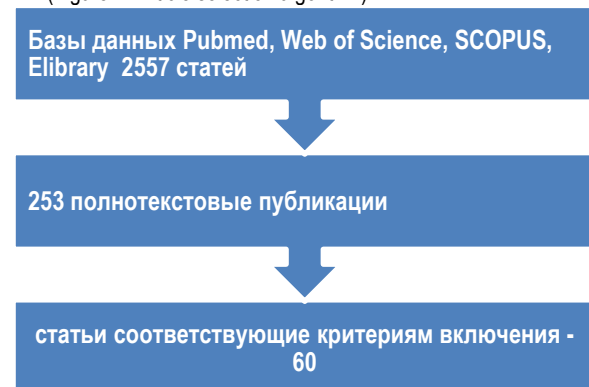 Базы данных Pubmed, Web of Science, SCOPUS,
Elibrary 2557 статей
253 полнотекстовые публикации
статьи соответствующие критериям включения -
60